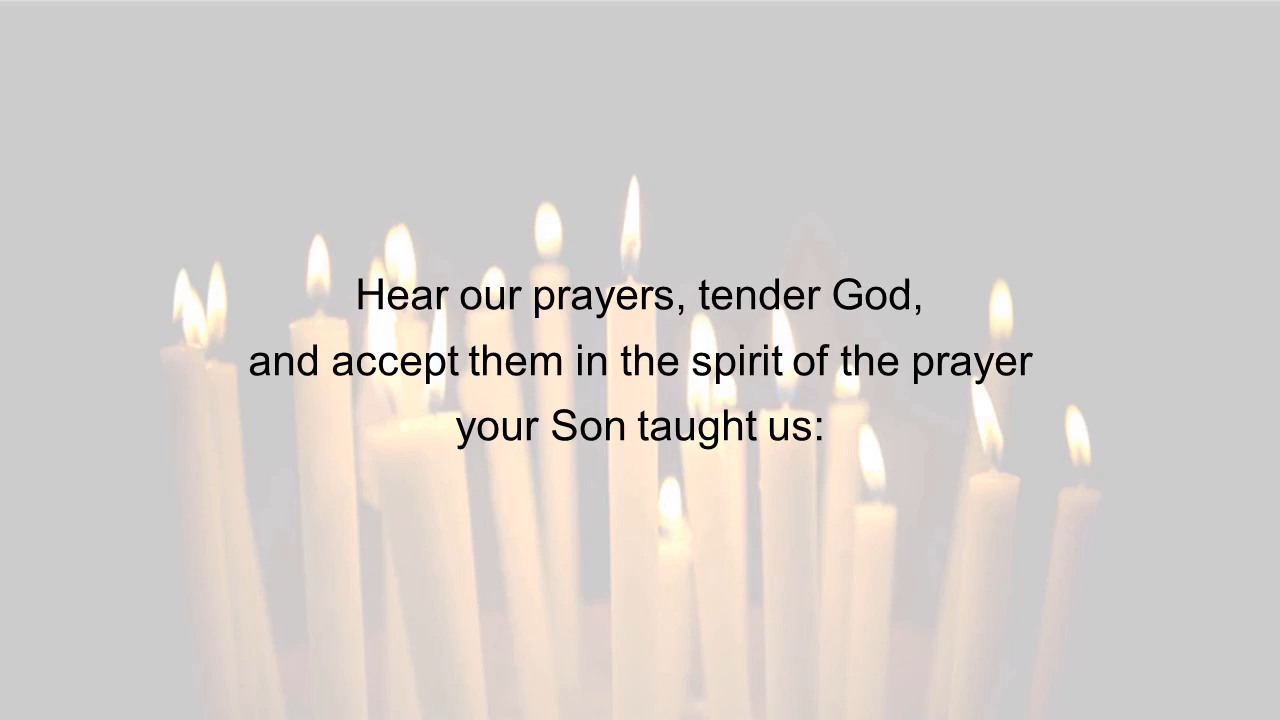 Hear our prayers, tender God,
and accept them in the spirit of the prayer
your Son taught us: